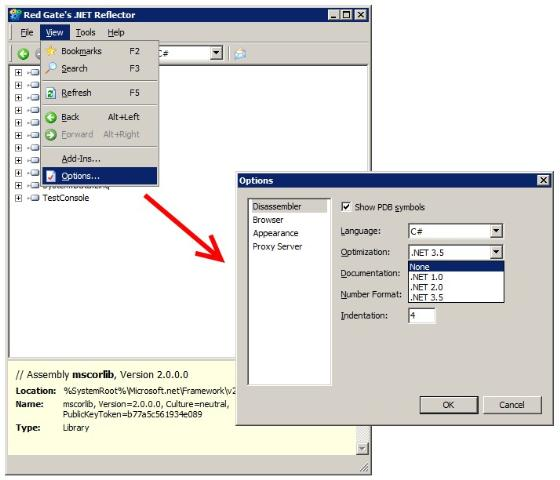 Red Gate's .NET Reflector
File View Tools Help
C#
Bookmarks F2
Search F3
Refresh F5
Back Alt+Left
Forward Alt+Right
Add-Ins...
Options...
TestConsole
// Assembly mscorlib, Version 2.0.0.0
Location: %SystemRoot%\Microsoft.net\Framework\v2
Name: mscorlib, Version=2.0.0.0, Culture=neutral,
PublicKeyToken=b77a5c561934e089
Type: Library
Options
Disassembler
Browser
Appearance
Proxy Server
Show PDB symbols
Language: C#
Optimization: .NET 3.5
None
.NET 1.0
.NET 2.0
.NET 3.5
Documentation:
Number Format:
Indentation: 4
OK Cancel